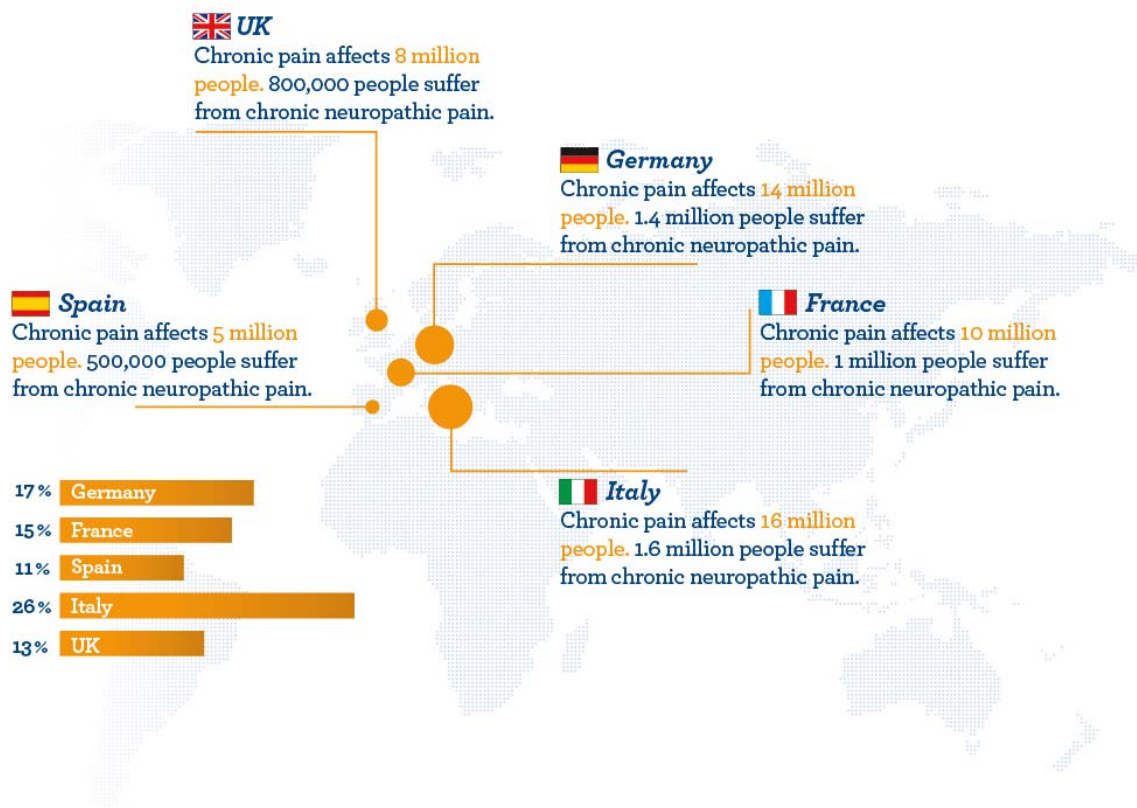 UK
Chronic pain affects 8 million
people. 800,000 people suffer
from chronic neuropathic pain.
Germany
Chronic pain affects 14 million
people. 1.4 million people suffer
from chronic neuropathic pain.
Spain
Chronic pain affects 5 million
people. 500,000 people suffer
from chronic neuropathic pain.
France
Chronic pain affects 10 million
people. 1 million people suffer
from chronic neuropathic pain.
Italy
Chronic pain affects 16 million
people. 1.6 million people suffer
from chronic neuropathic pain.
17% Germany
15% France
11% Spain
26% Italy
13% UK